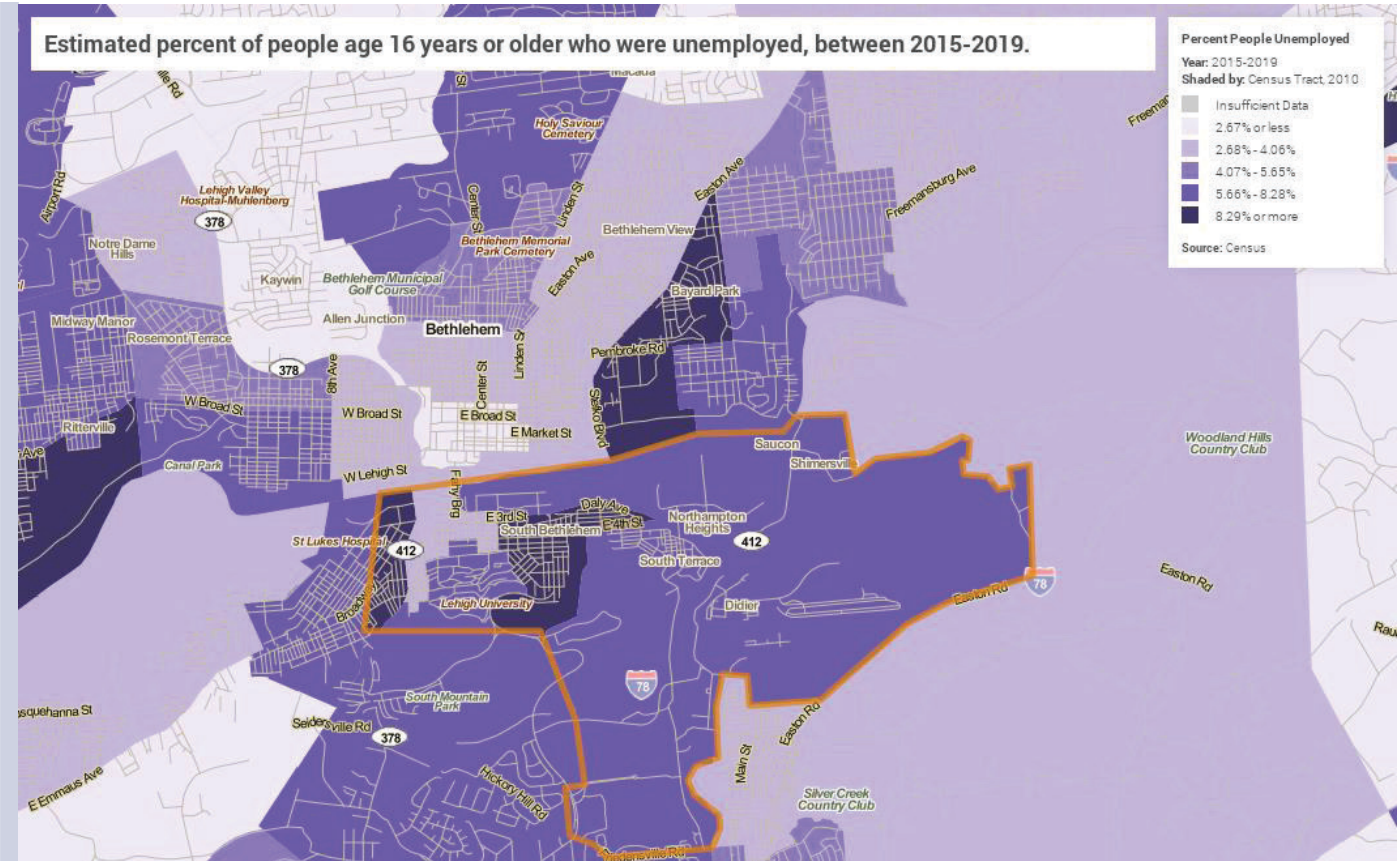 Estimated percent of people age 16 years or older who were unemployed, between 2015-2019.
Percent People Unemployed
Year: 2015-2019
Shaded by: Census Tract, 2010
Insufficient Data
2.67% or less
2.68% - 4.06%
4.07% - 5.65%
5.66% - 8.28%
8.29% or more
Source: Census
Macada
Holy Saviour
Cemetery
Airport Rd
Lehigh Valley
Hospital-Muhlenberg
378
Center St
Linden St
Easton Ave
Freemansburg Ave
Notre Dame
Hills
Bethlehem Memorial
Park Cemetery
Bethlehem View
Kaywin
Bethlehem Municipal
Golf Course
Easton Ave
Bayard Park
Midway Manor
Rosemont Terrace
Allen Junction
Bethlehem
378
8th Ave
Center St
Linden St
Pembroke Rd
W Broad St
W Broad St
E Broad St
E Market St
Stefko Blvd
Ritterville
Ave
Canal Park
W Lehigh St
Saucon
Shimersville
Woodland Hills
Country Club
E 3rd St
Daly Ave
South Bethlehem
E 4th St
Northampton
Heights
St Lukes Hospital
412
412
South Terrace
Broadway
Lehigh University
Didier
Easton Rd
78
Easton Rd
78
South Mountain
Park
Seidersville Rd
378
squehanna St
Easton Rd
Main St
E Emmaus Ave
Hickory Hill Rd
Silver Creek
Country Club